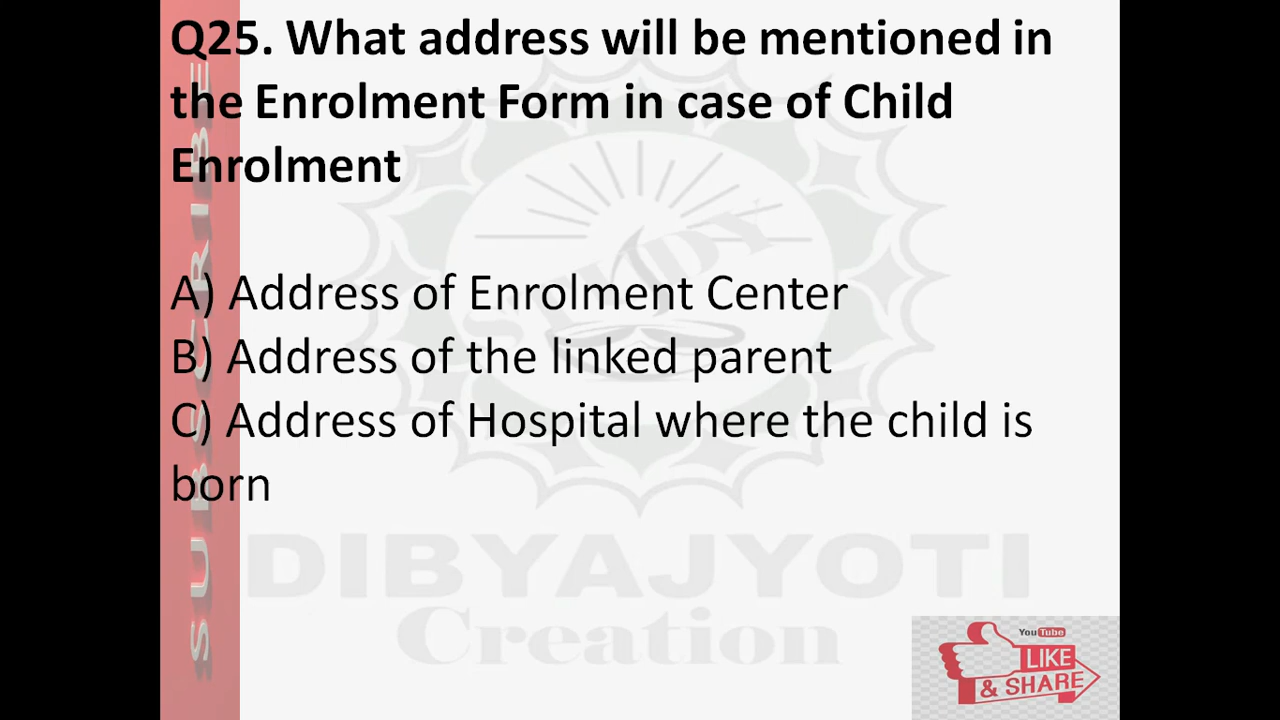 Q25. What address will be mentioned in
the Enrolment Form in case of Child
Enrolment
A) Address of Enrolment Center
B) Address of the linked parent
C) Address of Hospital where the child is
born
SUBSCRIBE
STUDY
DIBYAJYOTI
Creation
YouTube
LIKE
& SHARE